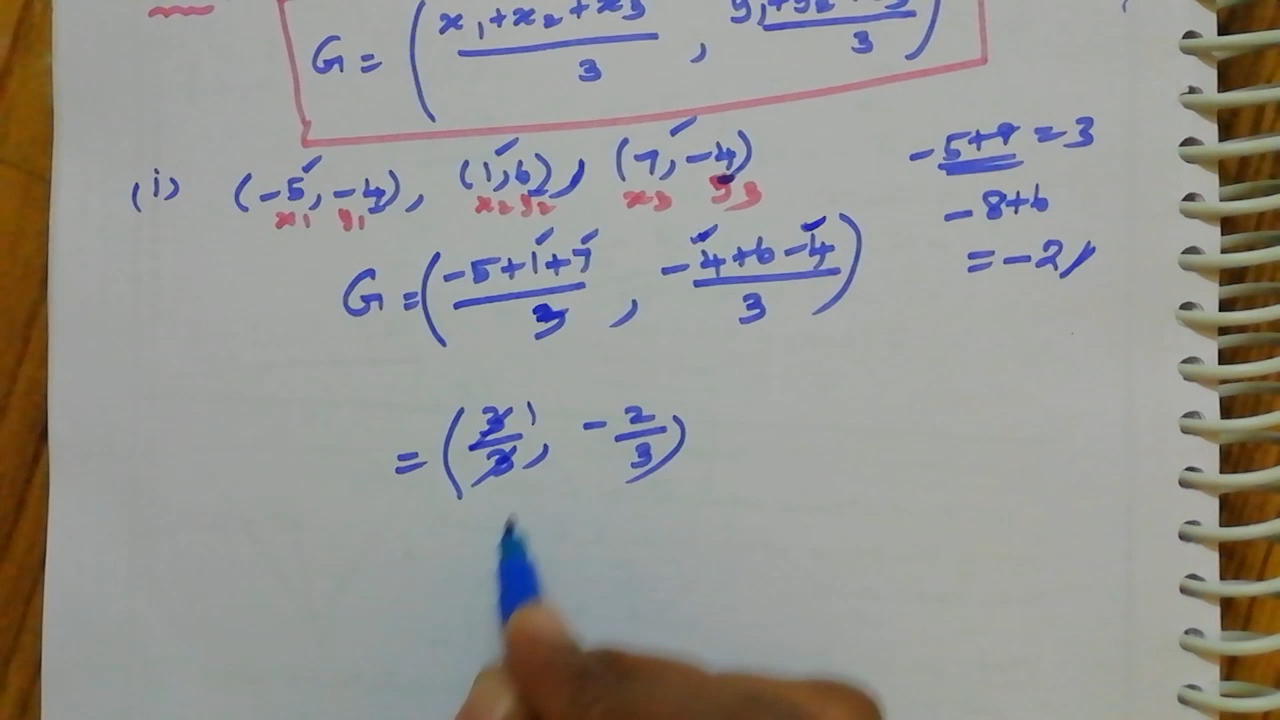 G = ( x₁+x₂+x₃ / 3 , y₁+y₂+y₃ / 3 )
(i) (-5, -4), (1, 6), (7, -4)
x₁ y₁ x₂ y₂ x₃ y₃
-5+8 = 3
-8+6
= -2
G = ( -5+1+7 / 3 , -4+6-4 / 3 )
= ( 3/3 1, -2/3 )